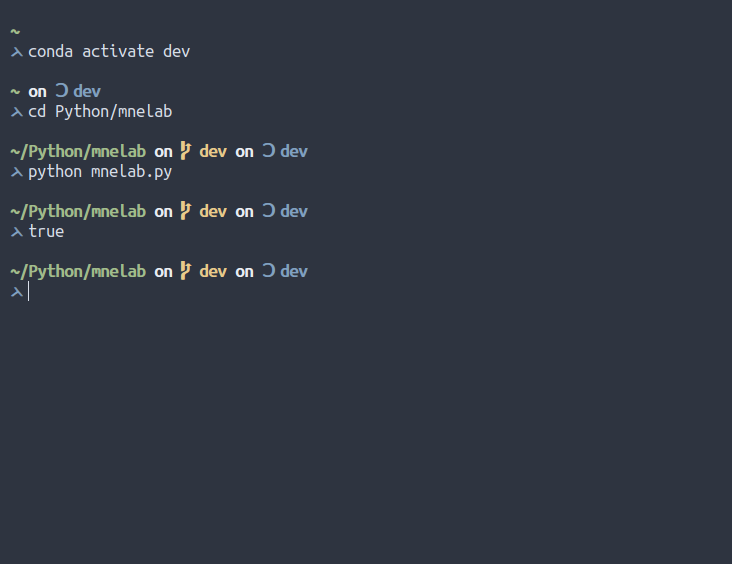 ~
⋋ conda activate dev
~ on Ɔ dev
⋋ cd Python/mnelab
~/Python/mnelab on  dev on Ɔ dev
⋋ python mnelab.py
~/Python/mnelab on  dev on Ɔ dev
⋋ true
~/Python/mnelab on  dev on Ɔ dev
⋋